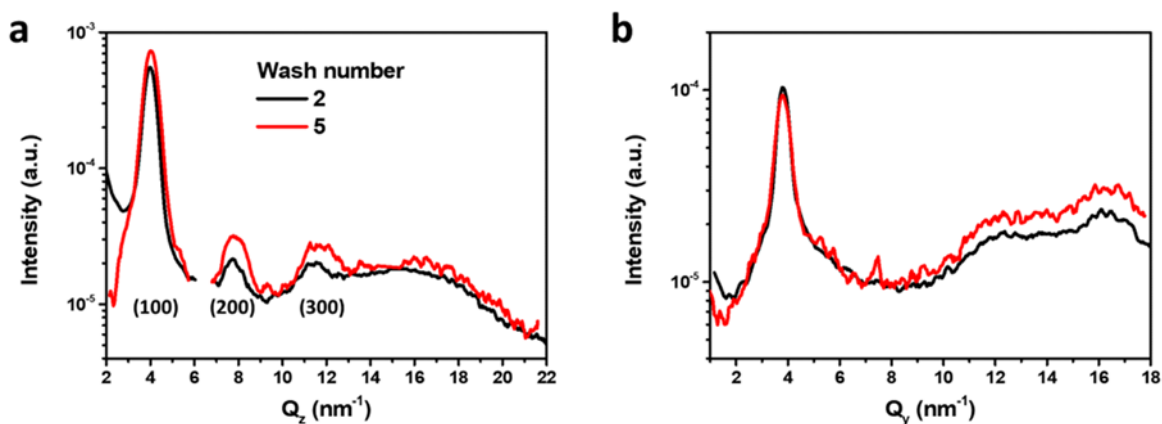 a
Intensity (a.u.)
10-3
10-4
10-5
Wash number
2
5
(100)
(200)
(300)
2 4 6 8 10 12 14 16 18 20 22
Qz (nm-1)
b
Intensity (a.u.)
10-4
10-5
2 4 6 8 10 12 14 16 18
Qy (nm-1)